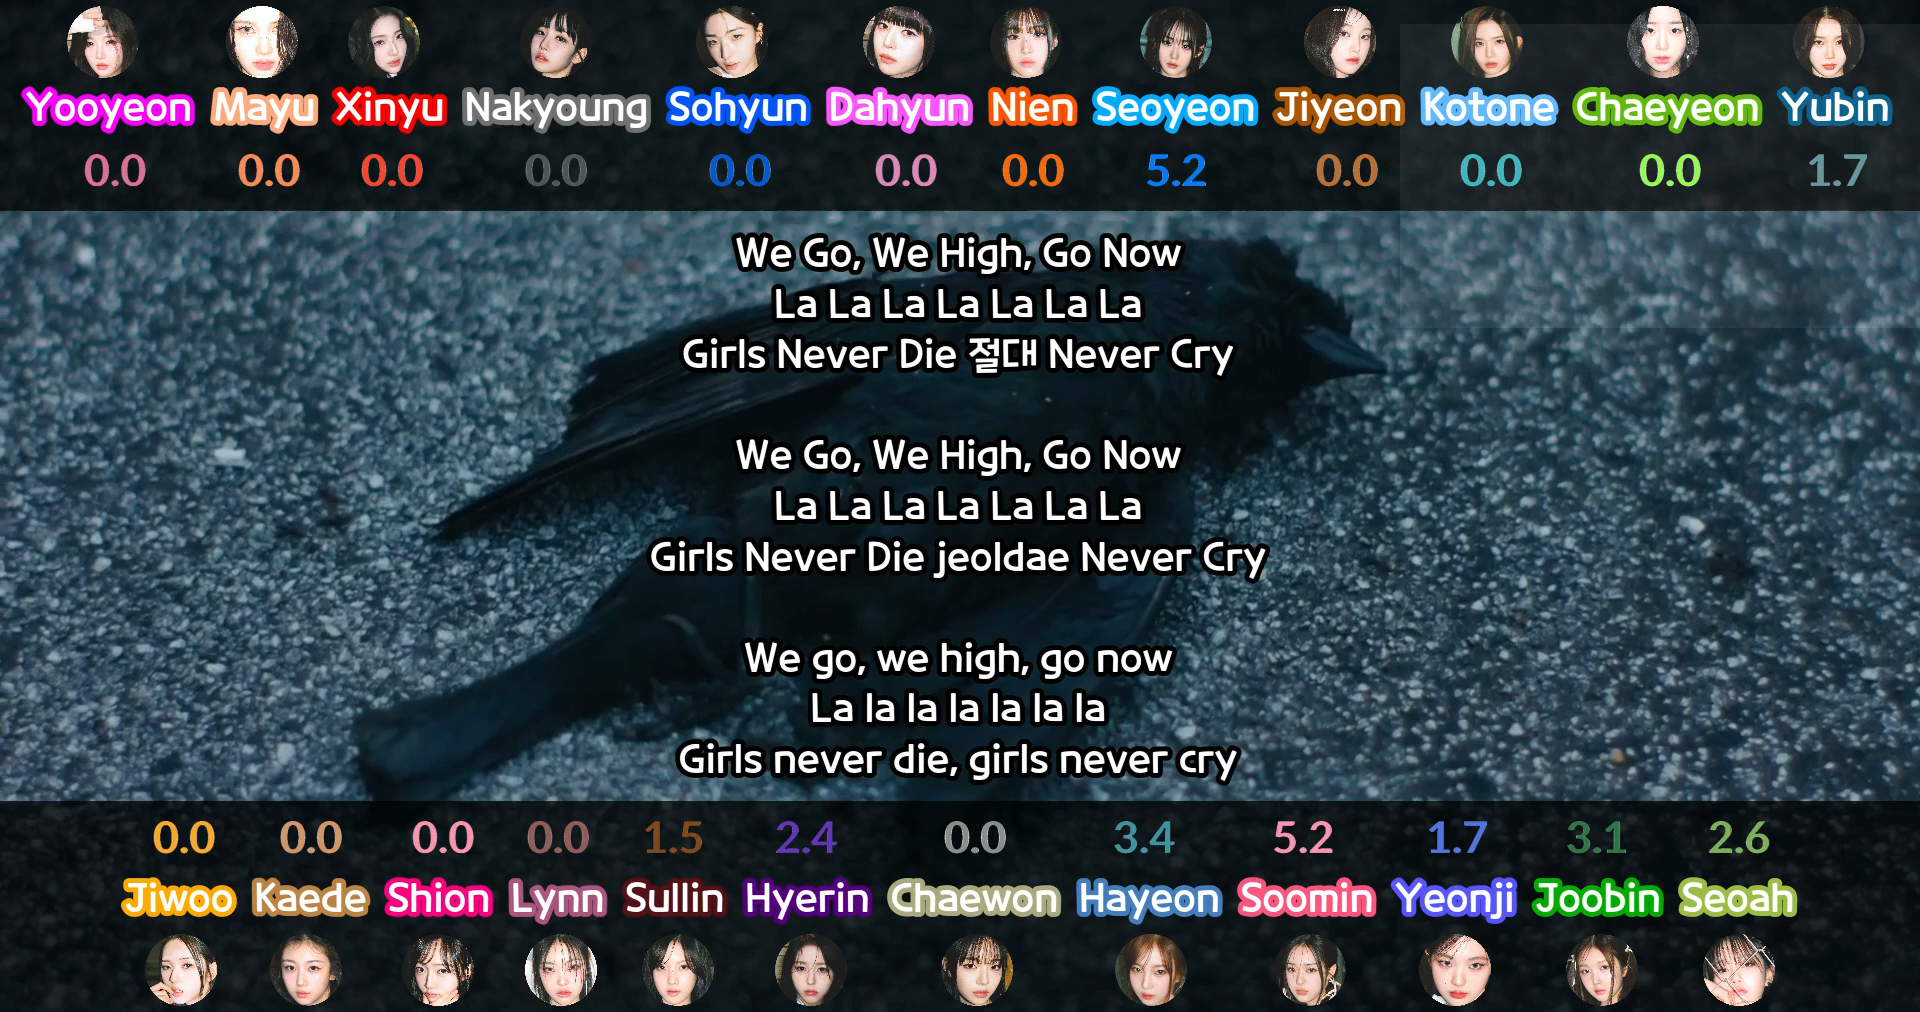 Yooyeon Mayu Xinyu Nakyoung Sohyun Dahyun Nien Seoyeon Jiyeon Kotone Chaeyeon Yubin
0.0 0.0 0.0 0.0 0.0 0.0 0.0 5.2 0.0 0.0 0.0 1.7
We Go, We High, Go Now
La La La La La La La
Girls Never Die 절대 Never Cry
We Go, We High, Go Now
La La La La La La La
Girls Never Die jeoldae Never Cry
We go, we high, go now
La la la la la la la
Girls never die, girls never cry
0.0 0.0 0.0 0.0 1.5 2.4 0.0 3.4 5.2 1.7 3.1 2.6
Jiwoo Kaede Shion Lynn Sullin Hyerin Chaewon Hayeon Soomin Yeonji Joobin Seoah